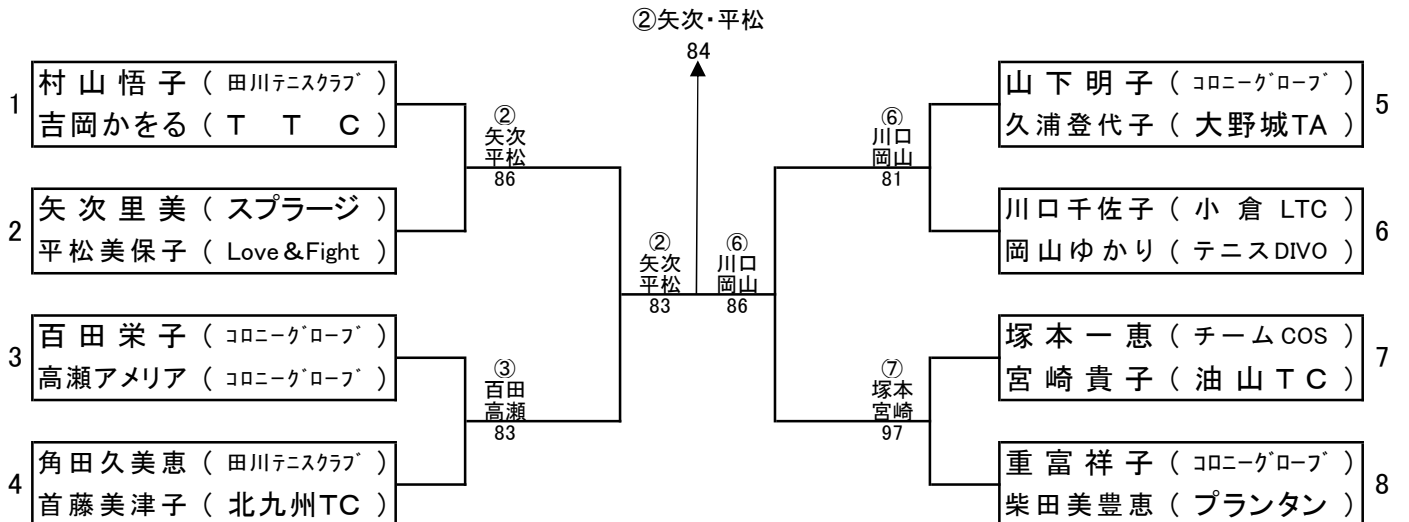 ②矢次・平松
84
1
村山悟子（田川テニスクラブ）
吉岡かをる（ＴＴＣ）
2
矢次里美（スプラージ）
平松美保子（Love＆Fight）
3
百田栄子（ｺﾛﾆｰｸﾞﾛｰﾌﾞ）
高瀬アメリア（ｺﾛﾆｰｸﾞﾛｰﾌﾞ）
4
角田久美恵（田川ﾃﾆｽｸﾗﾌﾞ）
首藤美津子（北九州TC）
②
矢次
平松
86
③
百田
高瀬
83
②
矢次
平松
83
⑥
川口
岡山
86
⑥
川口
岡山
81
⑦
塚本
宮崎
97
山下明子（ｺﾛﾆｰｸﾞﾛｰﾌﾞ）
久浦登代子（大野城TA）
5
川口千佐子（小倉 LTC）
岡山ゆかり（テニスDIVO）
6
塚本一恵（チームCOS）
宮崎貴子（油山ＴＣ）
7
重富祥子（ｺﾛﾆｰｸﾞﾛｰﾌﾞ）
柴田美豊恵（プランタン）
8